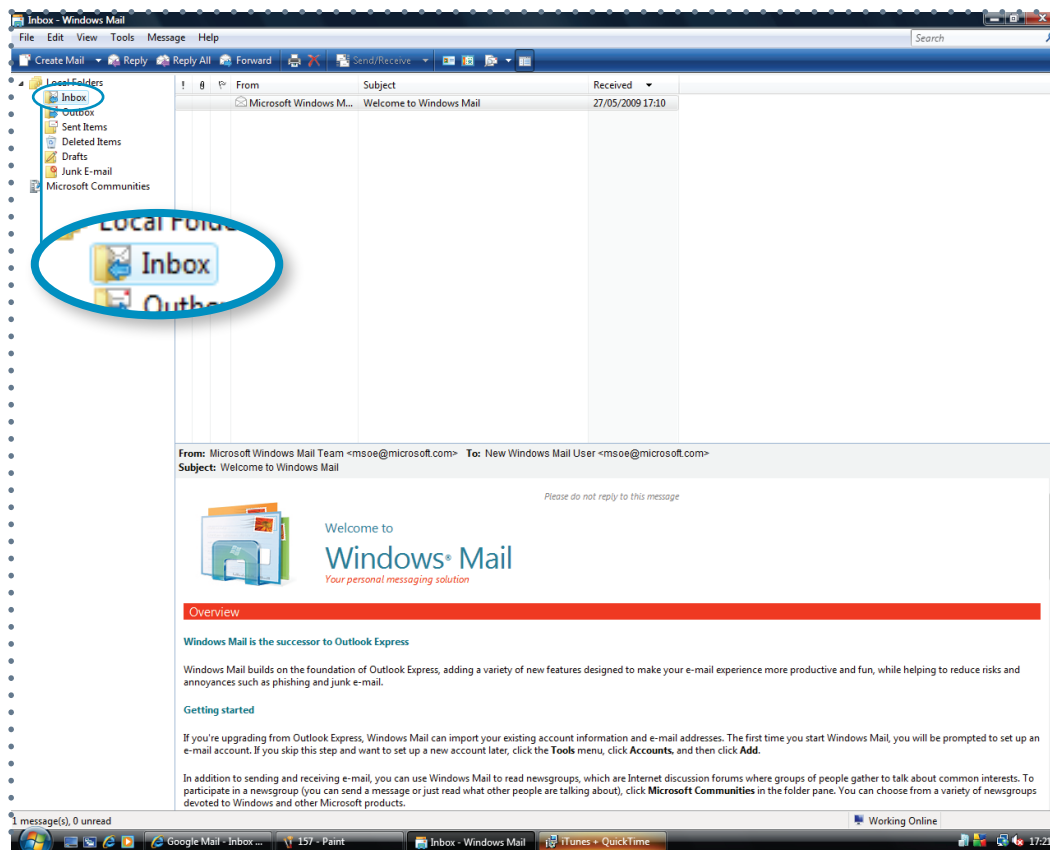 Inbox - Windows Mail
File Edit View Tools Message Help
Search
Create Mail Reply Reply All Forward Send/Receive
Local Folders
Inbox
Outbox
Sent Items
Deleted Items
Drafts
Junk E-mail
Microsoft Communities
! From Subject Received
Microsoft Windows M... Welcome to Windows Mail 27/05/2009 17:10
Local Folde
Inbox
Outbo
From: Microsoft Windows Mail Team <msoe@microsoft.com> To: New Windows Mail User <msoe@microsoft.com>
Subject: Welcome to Windows Mail
Please do not reply to this message
Welcome to
Windows® Mail
Your personal messaging solution
Overview
Windows Mail is the successor to Outlook Express
Windows Mail builds on the foundation of Outlook Express, adding a variety of new features designed to make your e-mail experience more productive and fun, while helping to reduce risks and
annoyances such as phishing and junk e-mail.
Getting started
If you're upgrading from Outlook Express, Windows Mail can import your existing account information and e-mail addresses. The first time you start Windows Mail, you will be prompted to set up an
e-mail account. If you skip this step and want to set up a new account later, click the Tools menu, click Accounts, and then click Add.
In addition to sending and receiving e-mail, you can use Windows Mail to read newsgroups, which are Internet discussion forums where groups of people gather to talk about common interests. To
participate in a newsgroup (you can send a message or just read what other people are talking about), click Microsoft Communities in the folder pane. You can choose from a variety of newsgroups
devoted to Windows and other Microsoft products.
1 message(s), 0 unread Working Online
Google Mail - Inbox ... 157 - Paint Inbox - Windows Mail iTunes + QuickTime 17:21